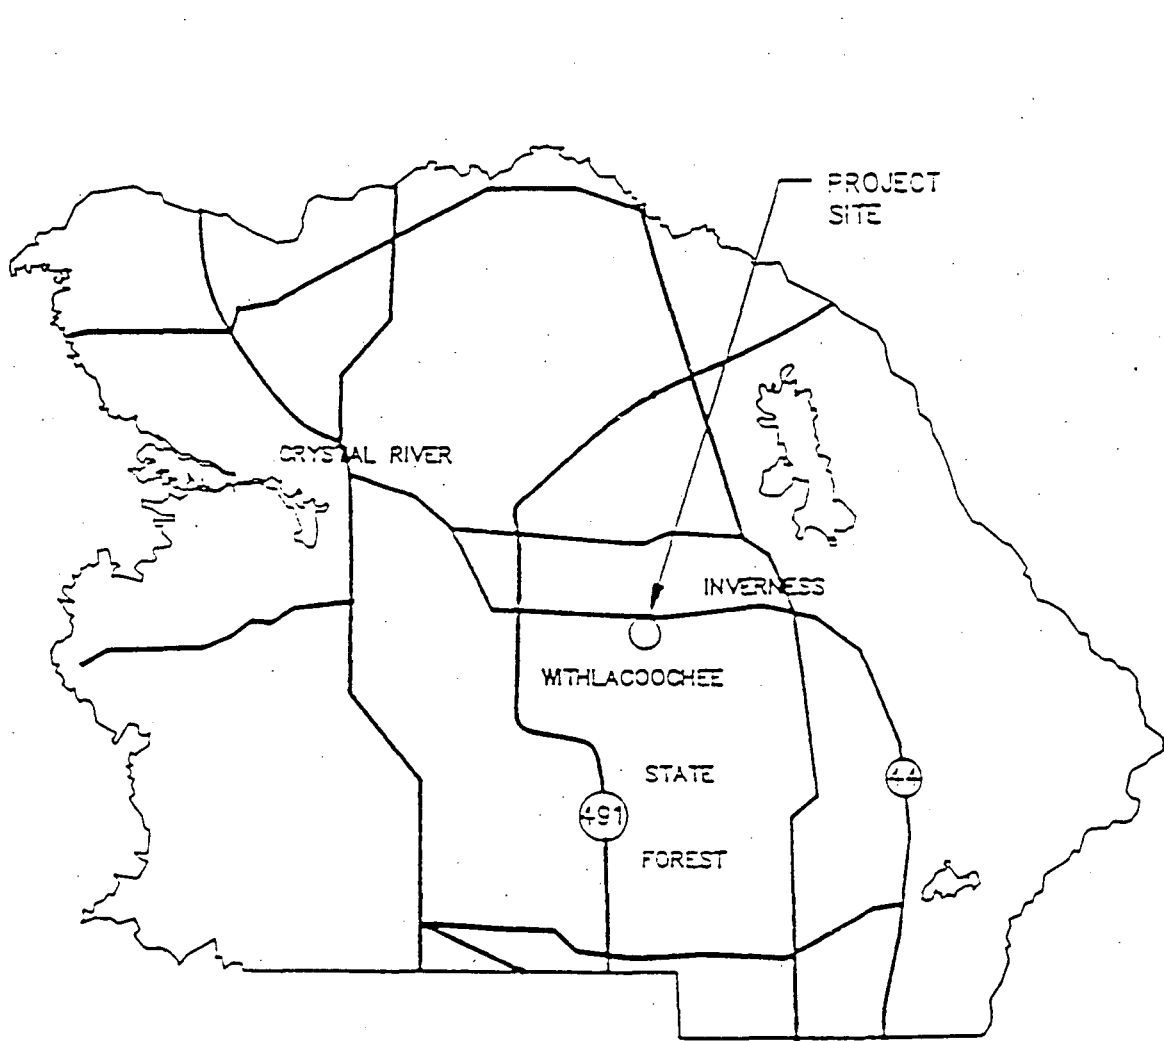 PROJECT
SITE
CRYSTAL RIVER
INVERNESS
WITHLACOOCHEE
STATE
44
491
FOREST